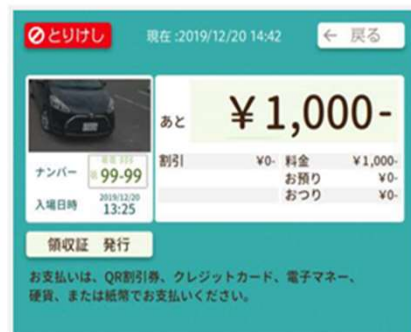 とりけし
現在 :2019/12/20 14:42
← 戻る
あと
¥1,000-
ナンバー
99-99
入場日時
2019/12/20
13:25
割引 ¥0-
料金 ¥1,000-
お預り ¥0-
おつり ¥0-
領収証 発行
お支払いは、QR割引券、クレジットカード、電子マネー、
硬貨、または紙幣でお支払いください。